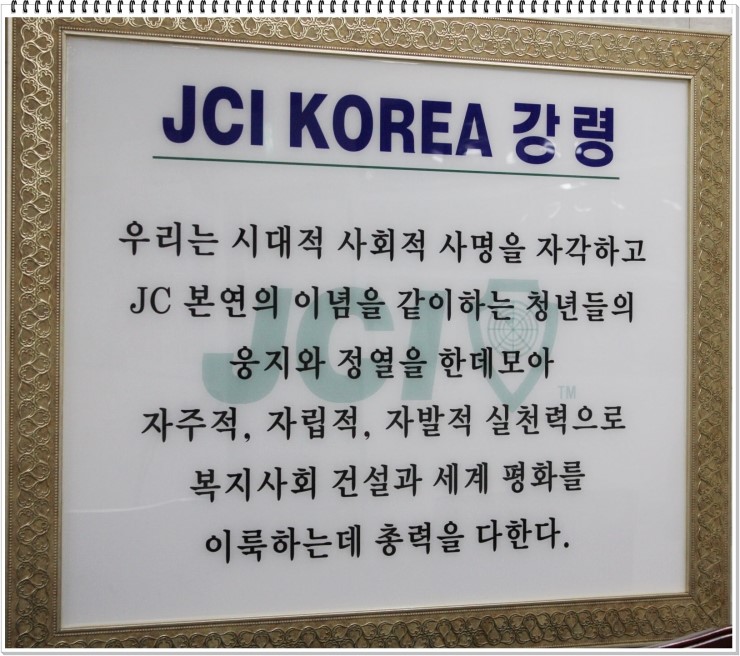 JCI KOREA 강령
우리는 시대적 사회적 사명을 자각하고
JC 본연의 이념을 같이하는 청년들의
웅지와 정열을 한데모아
자주적, 자립적, 자발적 실천력으로
복지사회 건설과 세계 평화를
이룩하는데 총력을 다한다.
JCI
TM